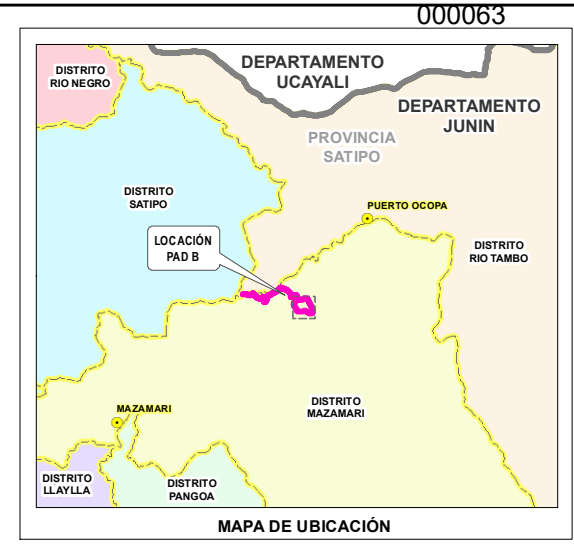 000063
DEPARTAMENTO
UCAYALI
DISTRITO
RIO NEGRO
DEPARTAMENTO
JUNIN
PROVINCIA
SATIPO
DISTRITO
SATIPO
PUERTO OCOPA
LOCACIÓN
PAD B
DISTRITO
RIO TAMBO
MAZAMARI
DISTRITO
MAZAMARI
DISTRITO
LLAYLLA
DISTRITO
PANGOA
MAPA DE UBICACIÓN